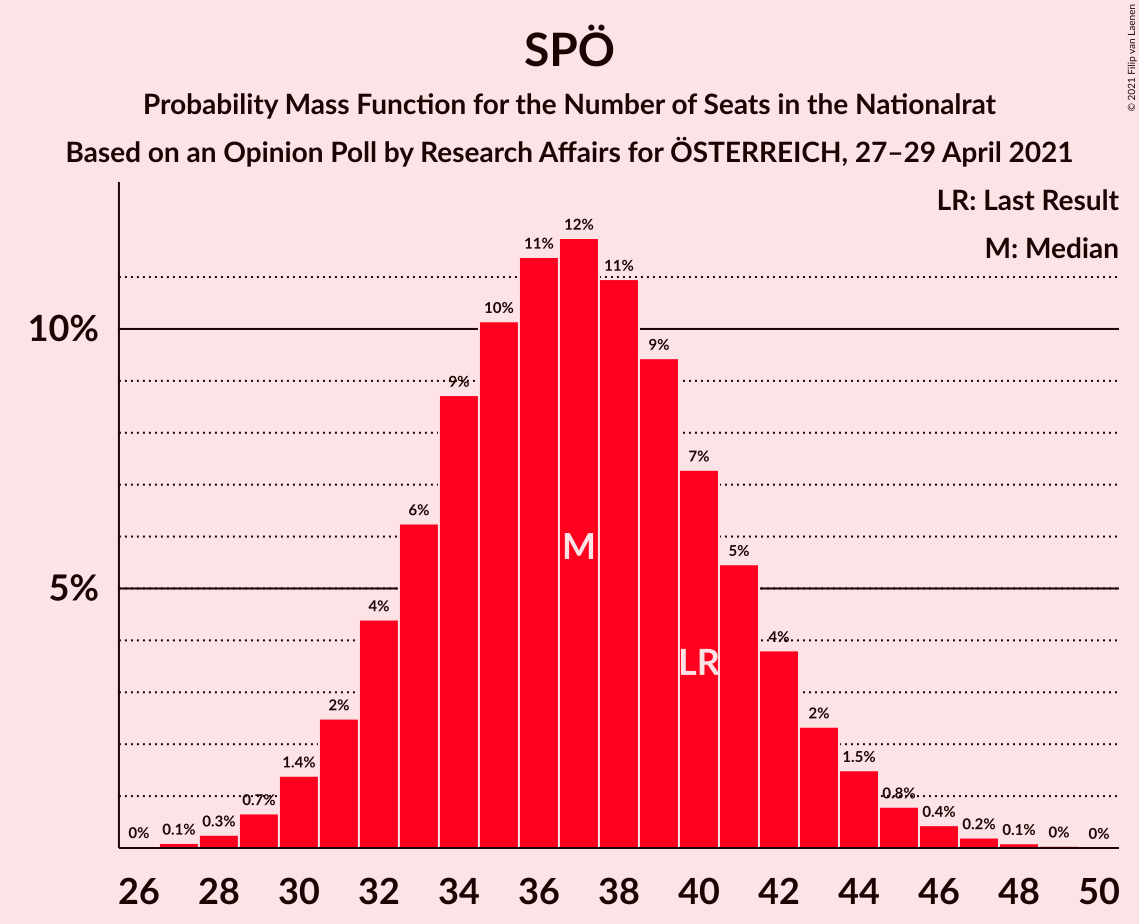 SPÖ
Probability Mass Function for the Number of Seats in the Nationalrat
Based on an Opinion Poll by Research Affairs for ÖSTERREICH, 27–29 April 2021
© 2021 Filip van Laenen
LR: Last Result
M: Median
10%
5%
0% 0.1% 0.3% 0.7% 1.4% 2% 4% 6% 9% 10% 11% 12% 11% 9% 7% 5% 4% 2% 1.5% 0.8% 0.4% 0.2% 0.1% 0% 0%
M
LR
26 28 30 32 34 36 38 40 42 44 46 48 50